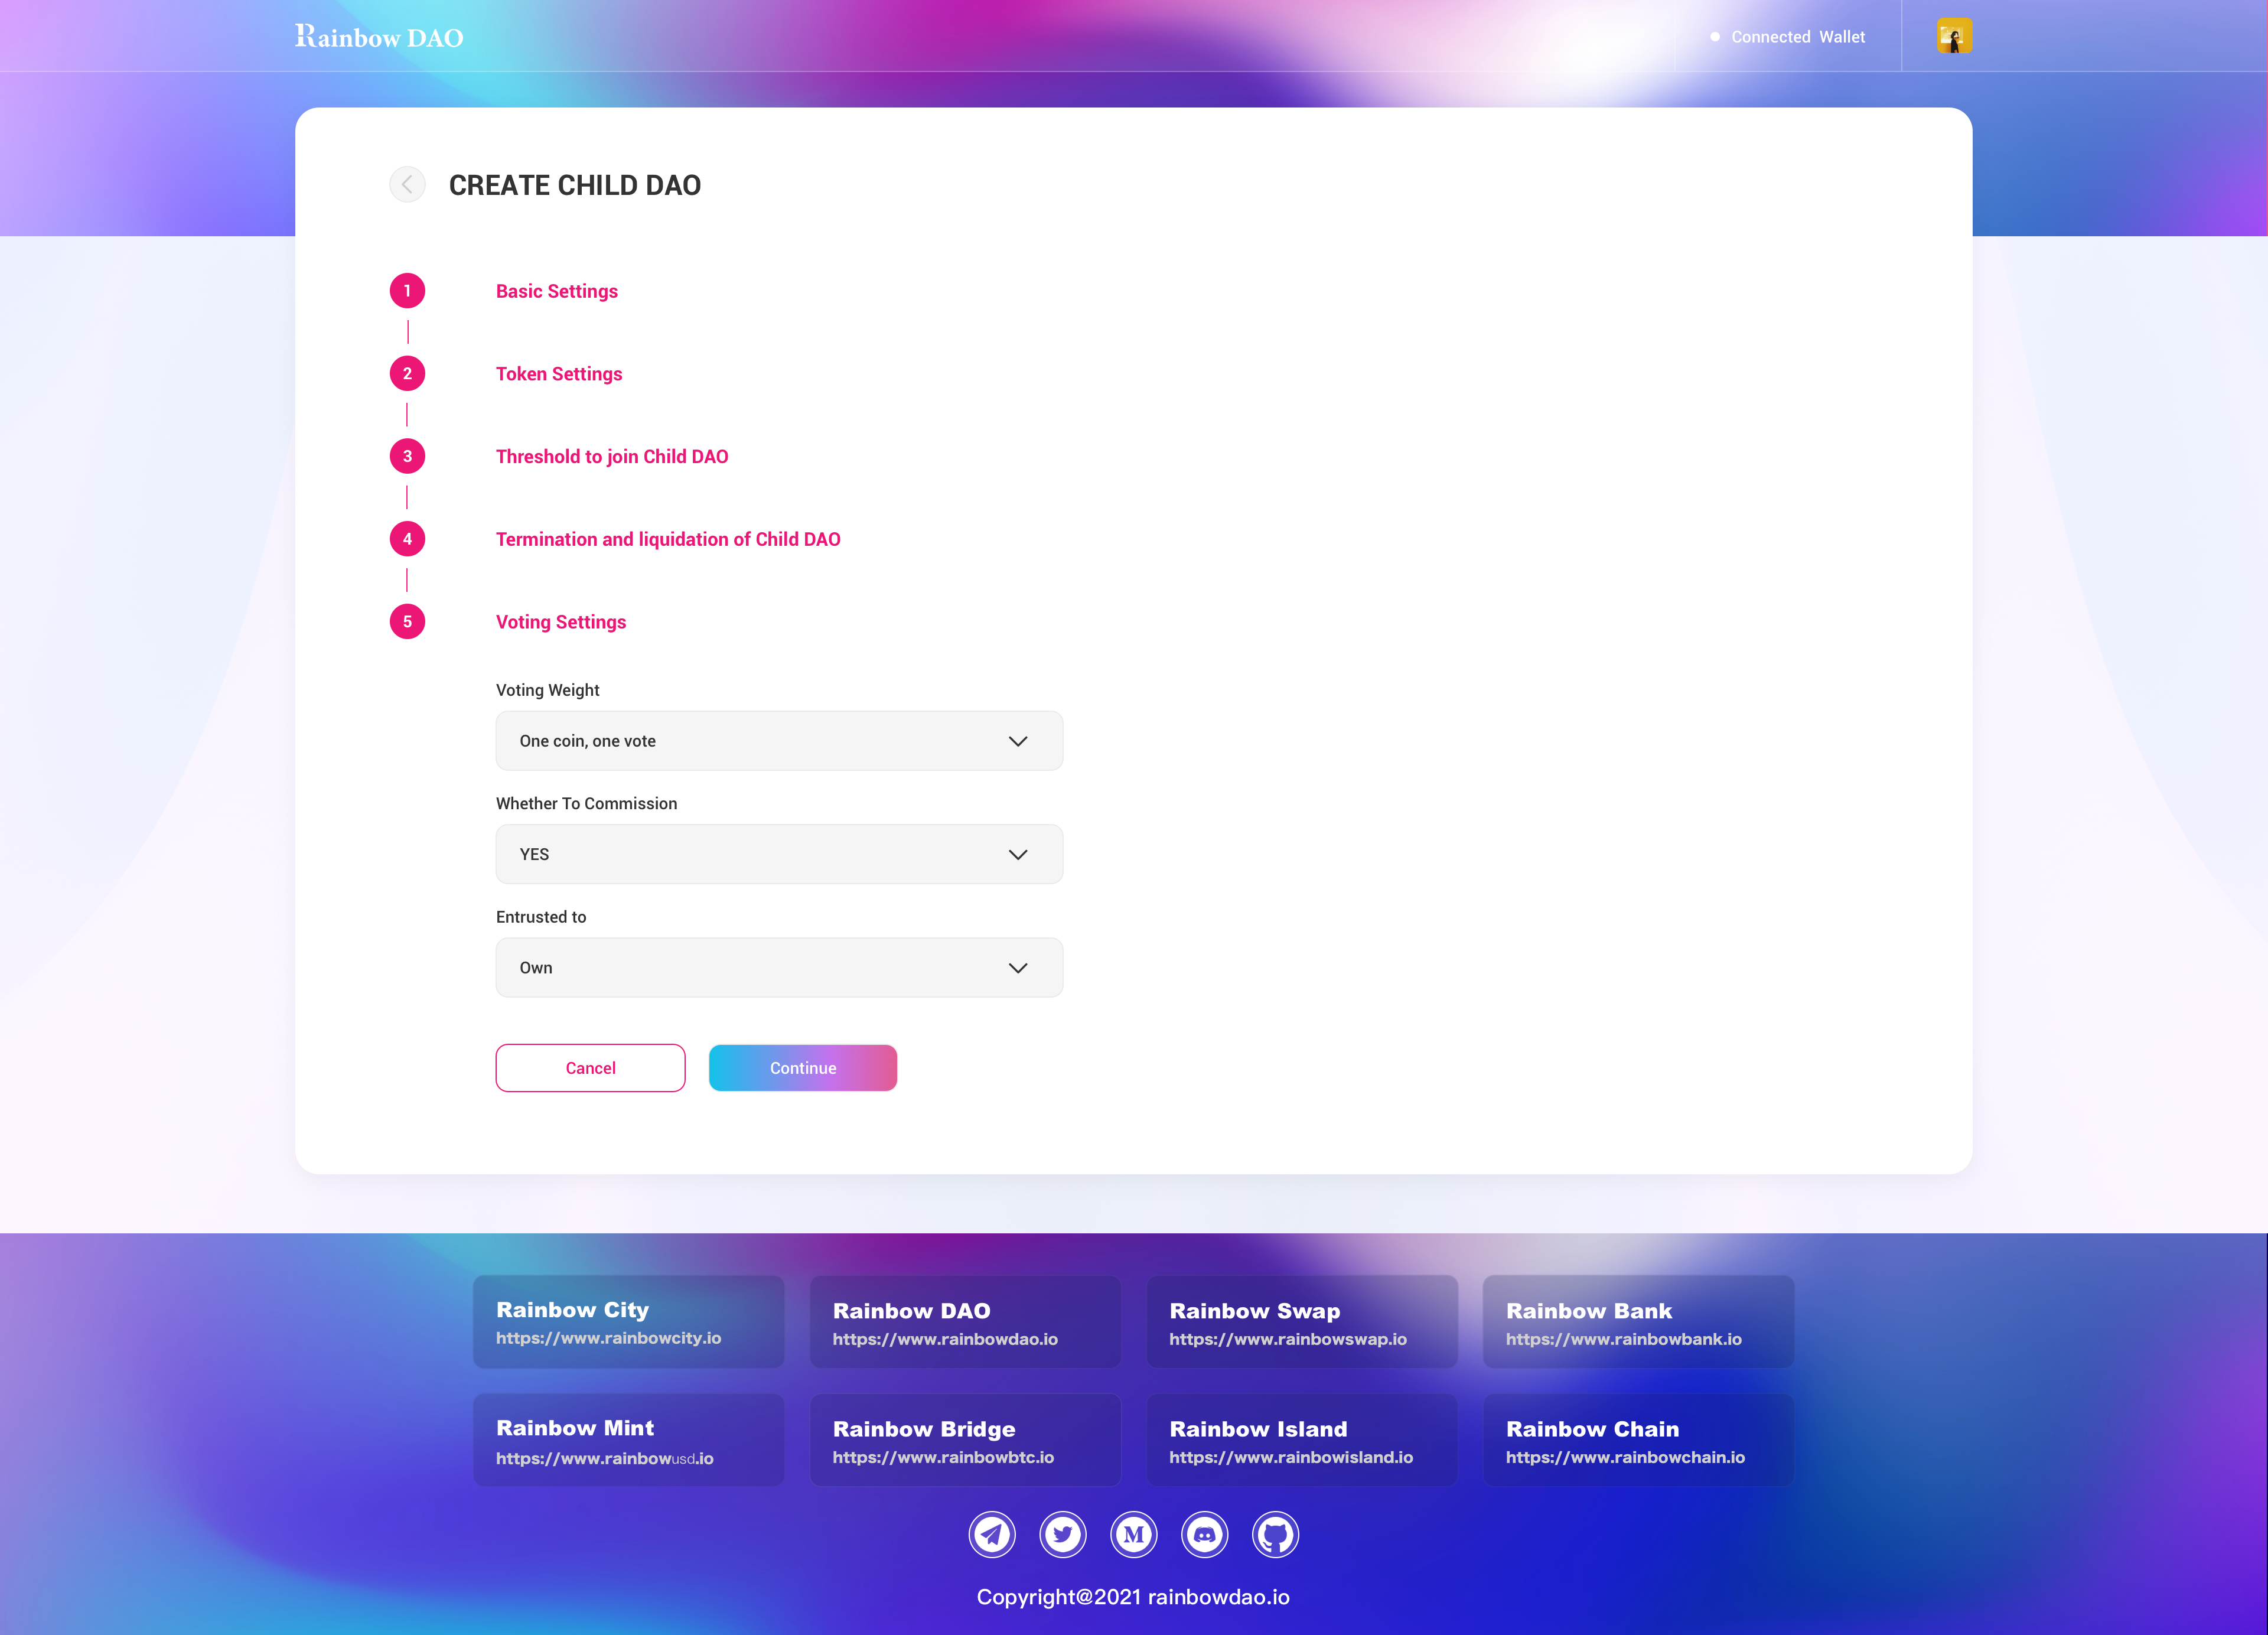 Rainbow DAO
Connected Wallet
CREATE CHILD DAO
1 Basic Settings
2 Token Settings
3 Threshold to join Child DAO
4 Termination and liquidation of Child DAO
5 Voting Settings
Voting Weight
One coin, one vote
Whether To Commission
YES
Entrusted to
Own
Cancel Continue
Rainbow City
https://www.rainbowcity.io
Rainbow DAO
https://www.rainbowdao.io
Rainbow Swap
https://www.rainbowswap.io
Rainbow Bank
https://www.rainbowbank.io
Rainbow Mint
https://www.rainbowusd.io
Rainbow Bridge
https://www.rainbowbtc.io
Rainbow Island
https://www.rainbowisland.io
Rainbow Chain
https://www.rainbowchain.io
M
Copyright@2021 rainbowdao.io